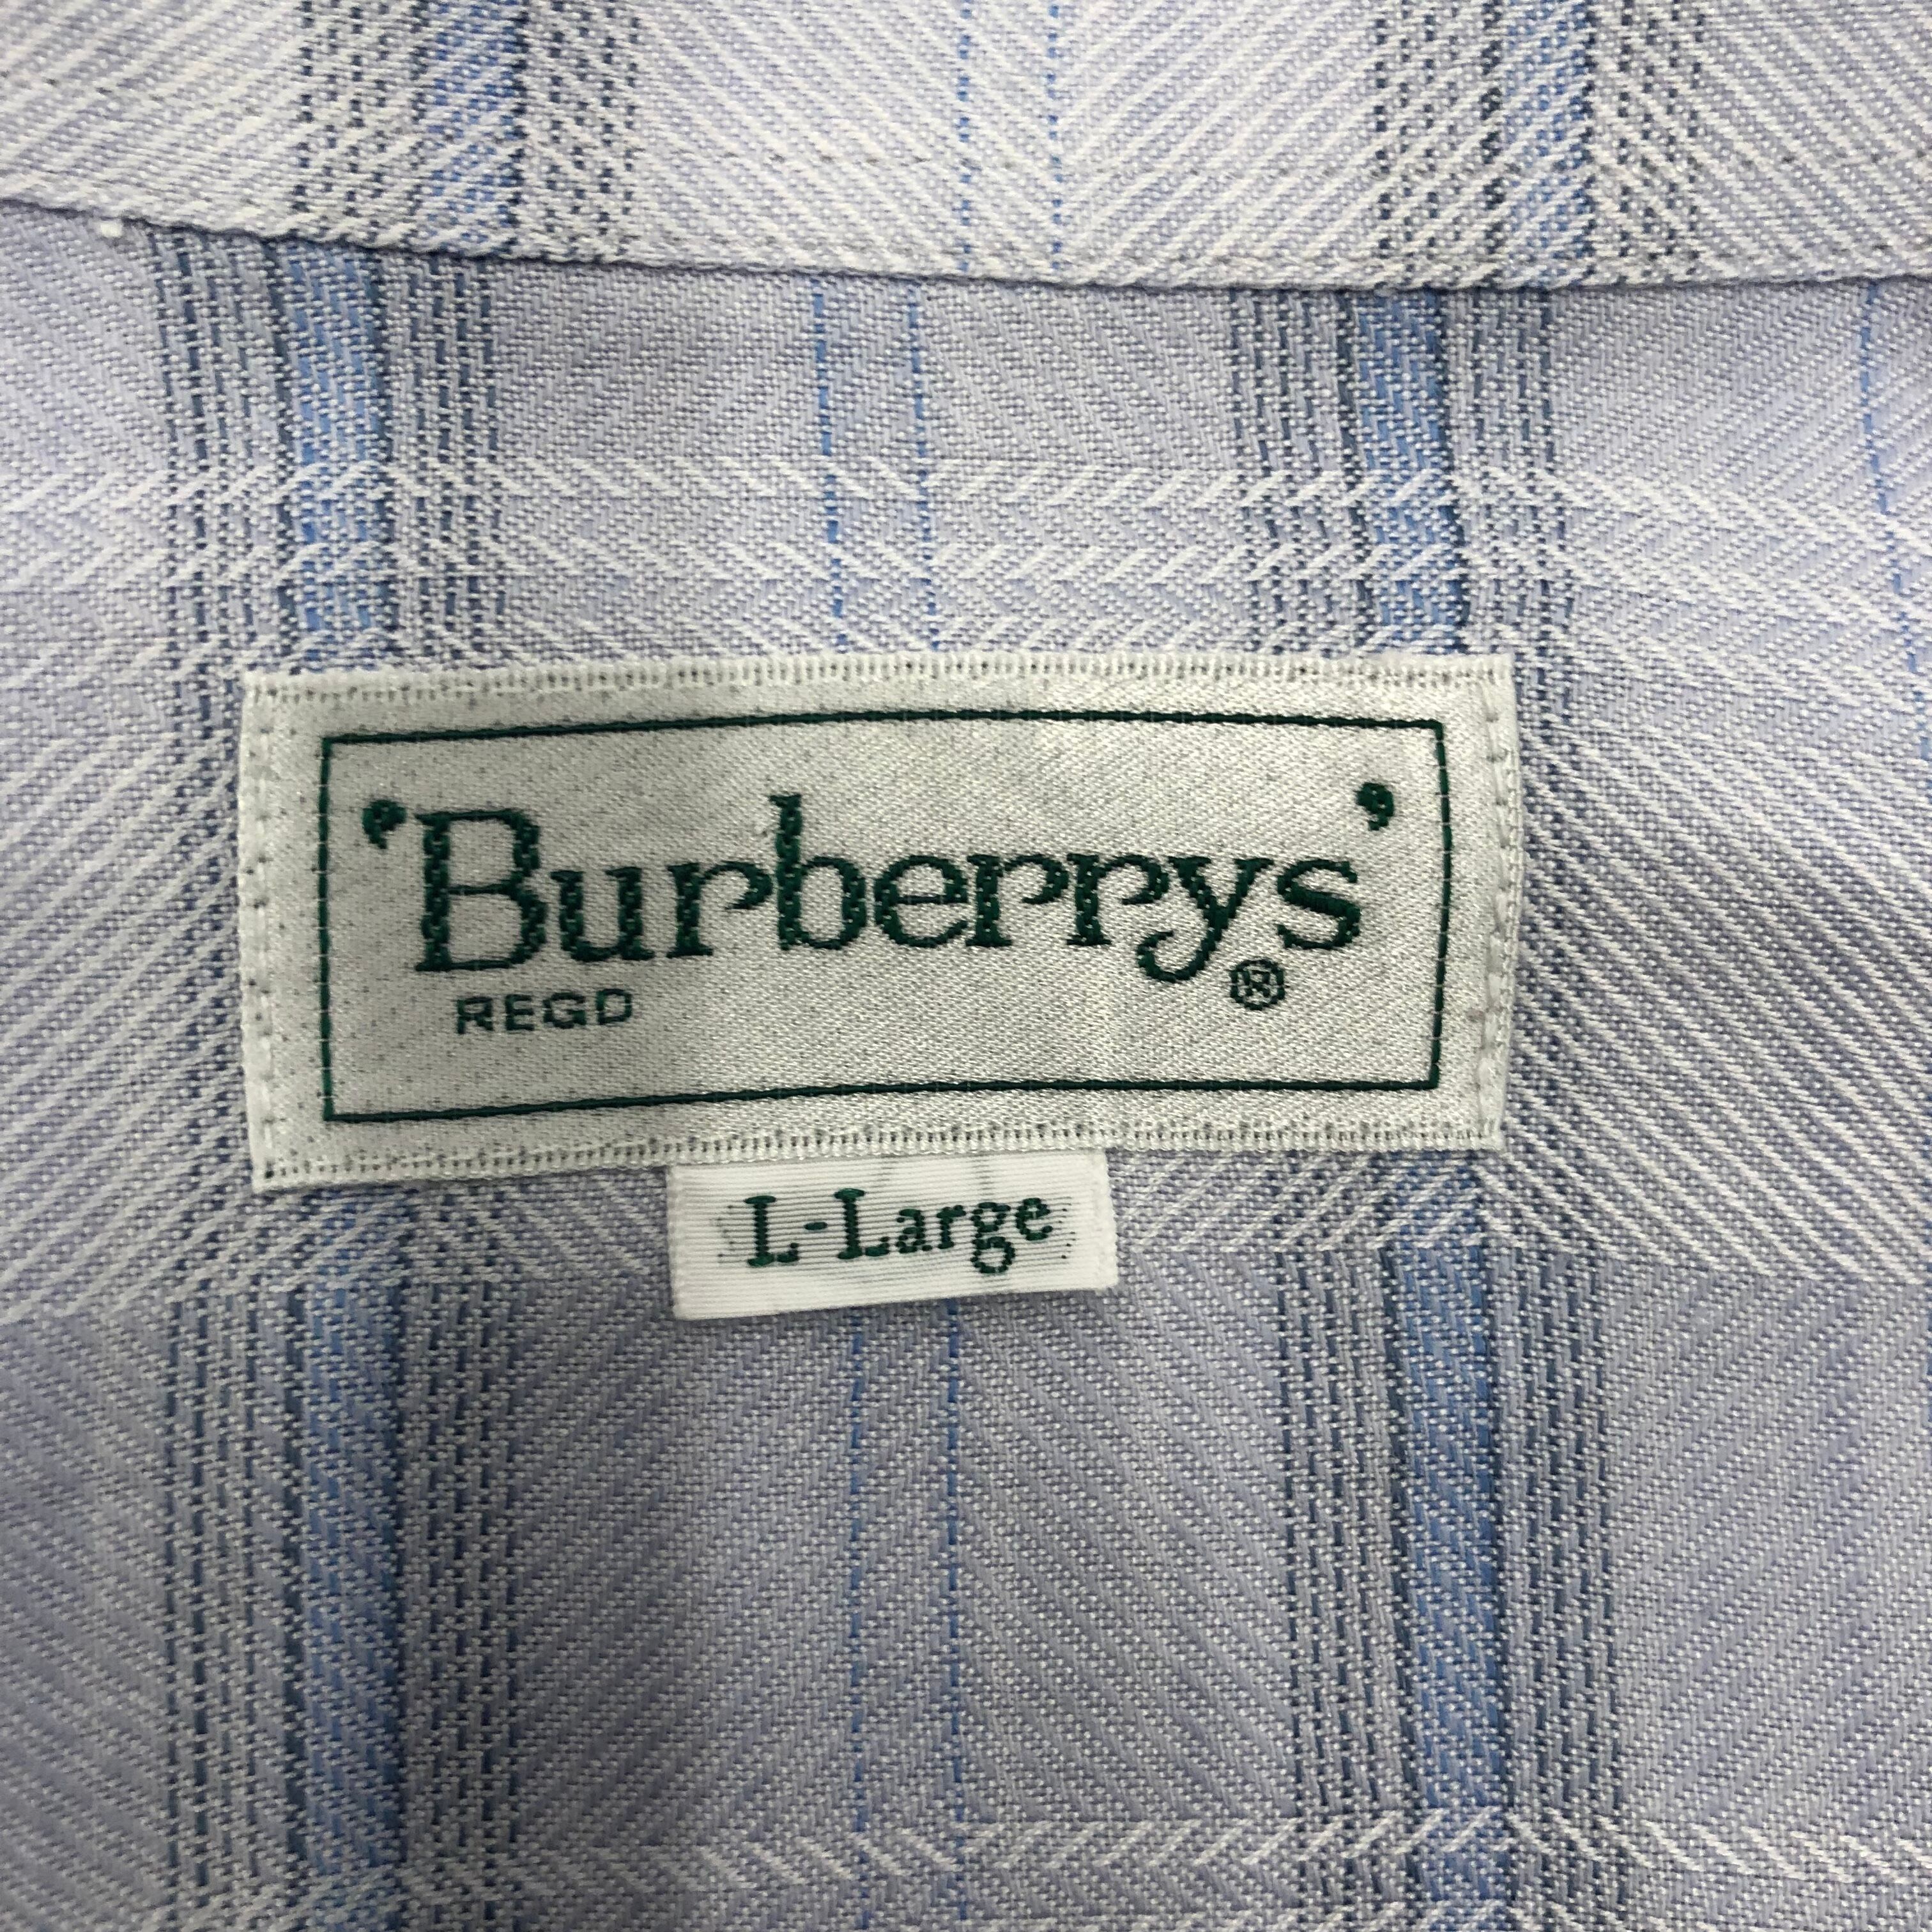 ‘Burberrys’
REGD ®
L-Large